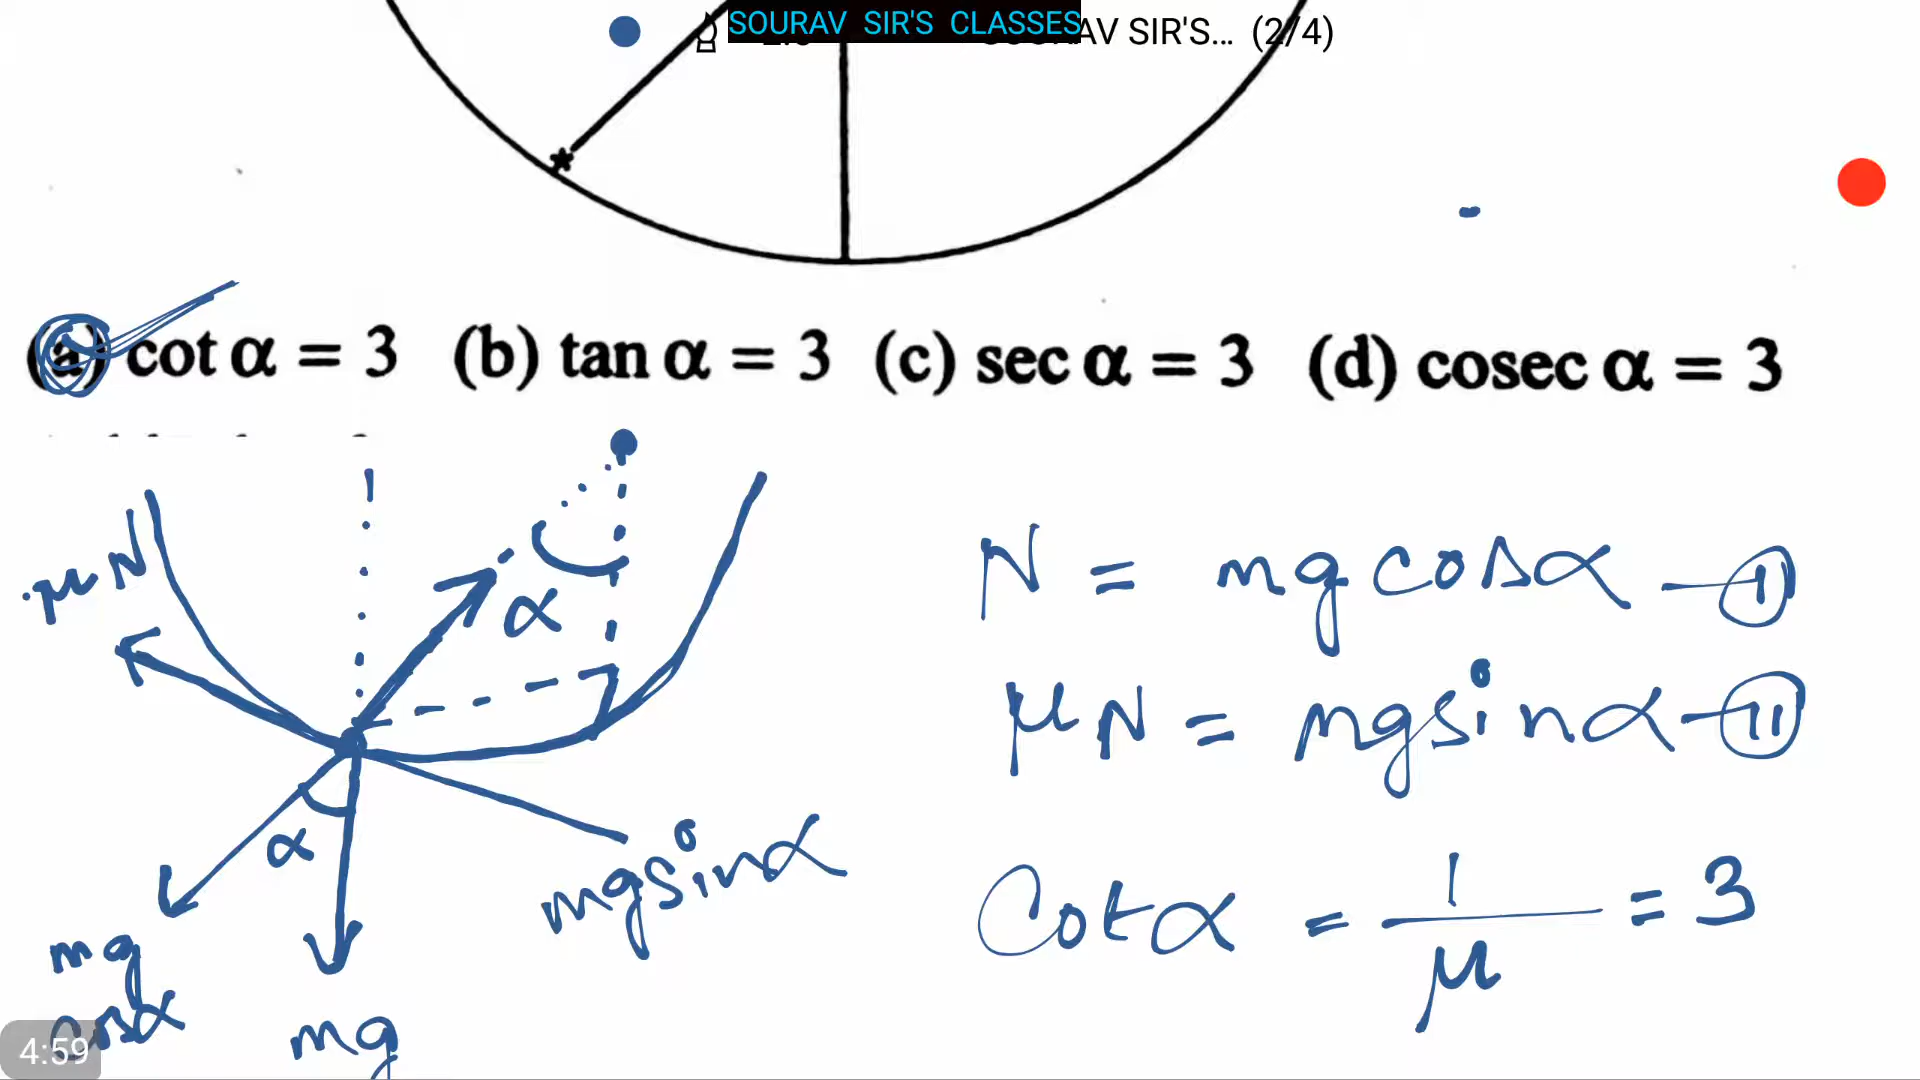 SOURAV SIR'S CLASSES
AV SIR'S... (2/4)
(a) cot α = 3 (b) tan α = 3 (c) sec α = 3 (d) cosec α = 3
μN
α
α
mg cosα
mg
mgsinα
N = mgcosα - I
μN = mgsinα - II
Cotα = 1/μ = 3
4:59